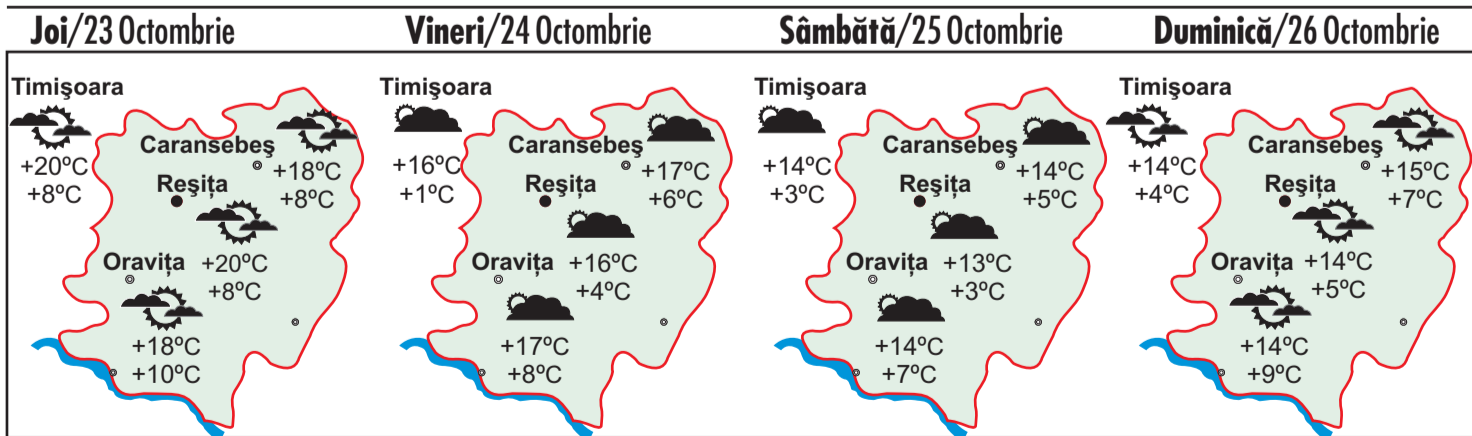 Joi/23 Octombrie
Timişoara
+20ºC
+8ºC
Caransebeş
+18ºC
+8ºC
Reşiţa
+20ºC
+8ºC
Oraviţa
+18ºC
+10ºC
Vineri/24 Octombrie
Timişoara
+16ºC
+1ºC
Caransebeş
+17ºC
+6ºC
Reşiţa
+16ºC
+4ºC
Oraviţa
+17ºC
+8ºC
Sâmbătă/25 Octombrie
Timişoara
+14ºC
+3ºC
Caransebeş
+14ºC
+5ºC
Reşiţa
+13ºC
+3ºC
Oraviţa
+14ºC
+7ºC
Duminică/26 Octombrie
Timişoara
+14ºC
+4ºC
Caransebeş
+15ºC
+7ºC
Reşiţa
+14ºC
+5ºC
Oraviţa
+14ºC
+9ºC